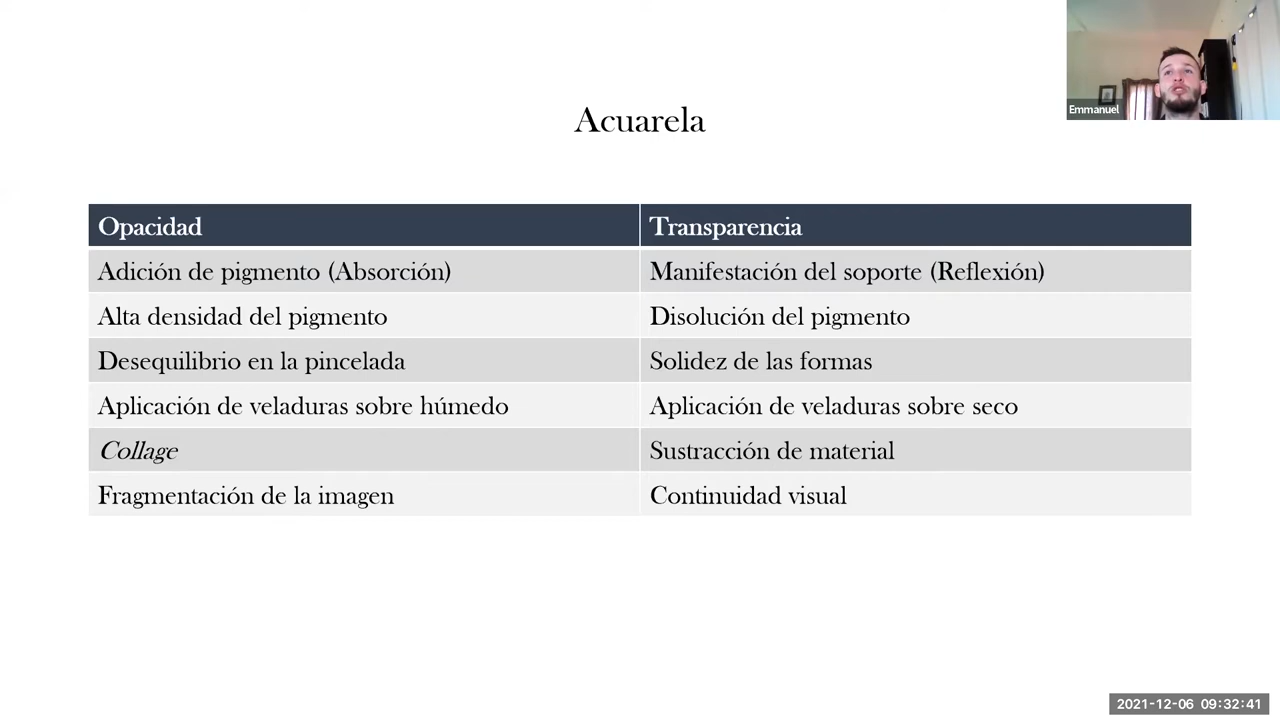 Emmanuel
Acuarela
Opacidad
Transparencia
Adición de pigmento (Absorción)
Manifestación del soporte (Reflexión)
Alta densidad del pigmento
Disolución del pigmento
Desequilibrio en la pincelada
Solidez de las formas
Aplicación de veladuras sobre húmedo
Aplicación de veladuras sobre seco
Collage
Sustracción de material
Fragmentación de la imagen
Continuidad visual
2021-12-06 09:32:41